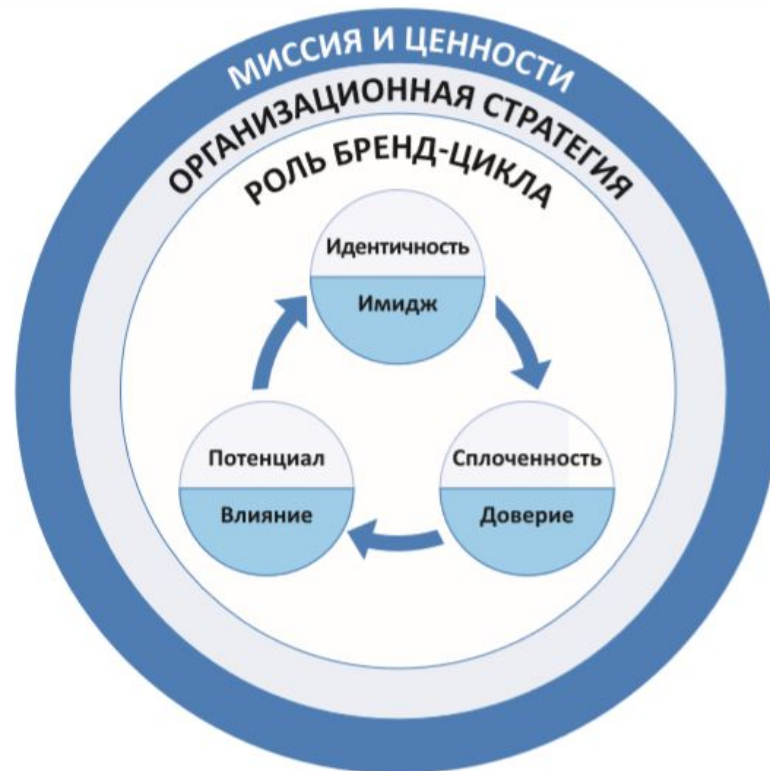 МИССИЯ И ЦЕННОСТИ
ОРГАНИЗАЦИОННАЯ СТРАТЕГИЯ
РОЛЬ БРЕНД-ЦИКЛА
Идентичность
Имидж
Потенциал
Влияние
Сплоченность
Доверие